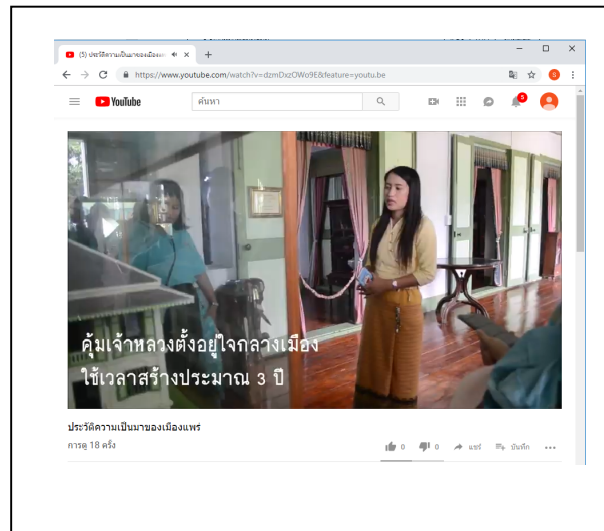 (5) ประวัติความเป็นมาของเมืองแพร่
https://www.youtube.com/watch?v=dzmDxzOWo9E&feature=youtu.be
S
YouTube
ค้นหา
5
คุ้มเจ้าหลวงตั้งอยู่ใจกลางเมือง
ใช้เวลาสร้างประมาณ 3 ปี
ประวัติความเป็นมาของเมืองแพร่
การดู 18 ครั้ง
0 0 แชร์ บันทึก